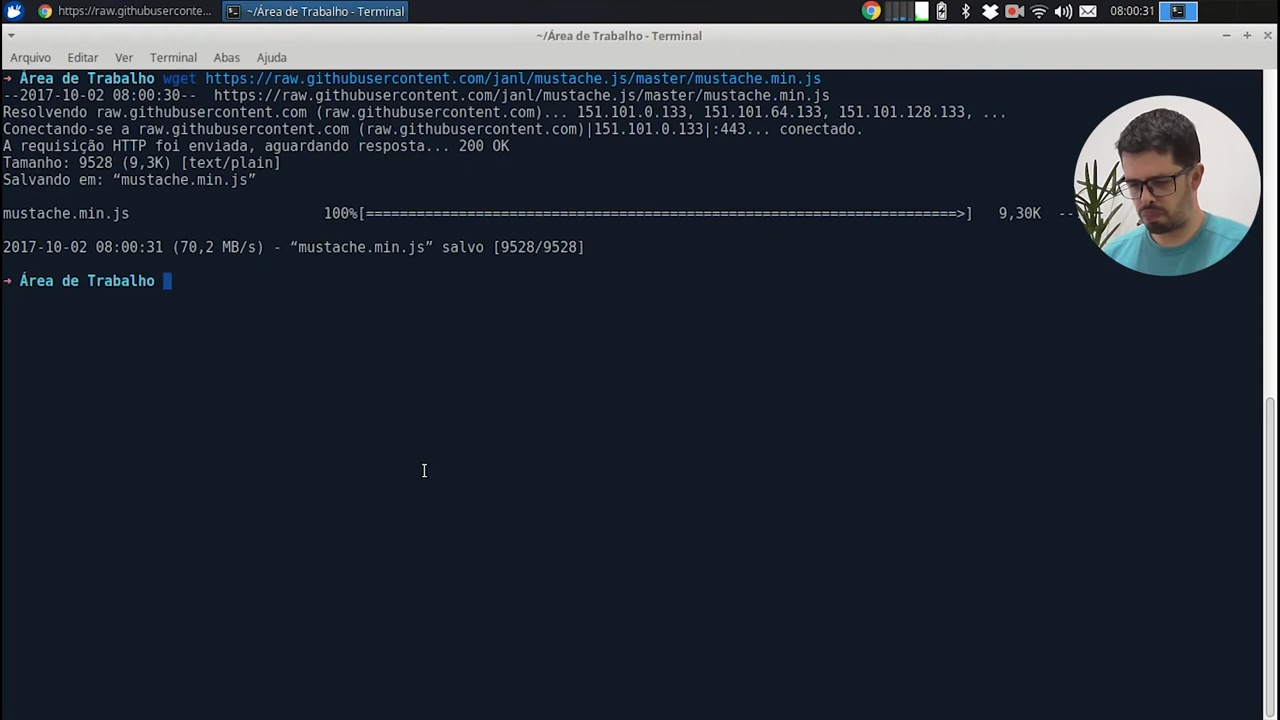 https://raw.githubuserconte...
~/Área de Trabalho - Terminal
08:00:31
~/Área de Trabalho - Terminal
Arquivo Editar Ver Terminal Abas Ajuda
➜ Área de Trabalho wget https://raw.githubusercontent.com/janl/mustache.js/master/mustache.min.js
--2017-10-02 08:00:30-- https://raw.githubusercontent.com/janl/mustache.js/master/mustache.min.js
Resolvendo raw.githubusercontent.com (raw.githubusercontent.com)... 151.101.0.133, 151.101.64.133, 151.101.128.133, ...
Conectando-se a raw.githubusercontent.com (raw.githubusercontent.com)|151.101.0.133|:443... conectado.
A requisição HTTP foi enviada, aguardando resposta... 200 OK
Tamanho: 9528 (9,3K) [text/plain]
Salvando em: “mustache.min.js”
mustache.min.js 100%[======================================================================>] 9,30K --
2017-10-02 08:00:31 (70,2 MB/s) - “mustache.min.js” salvo [9528/9528]
➜ Área de Trabalho